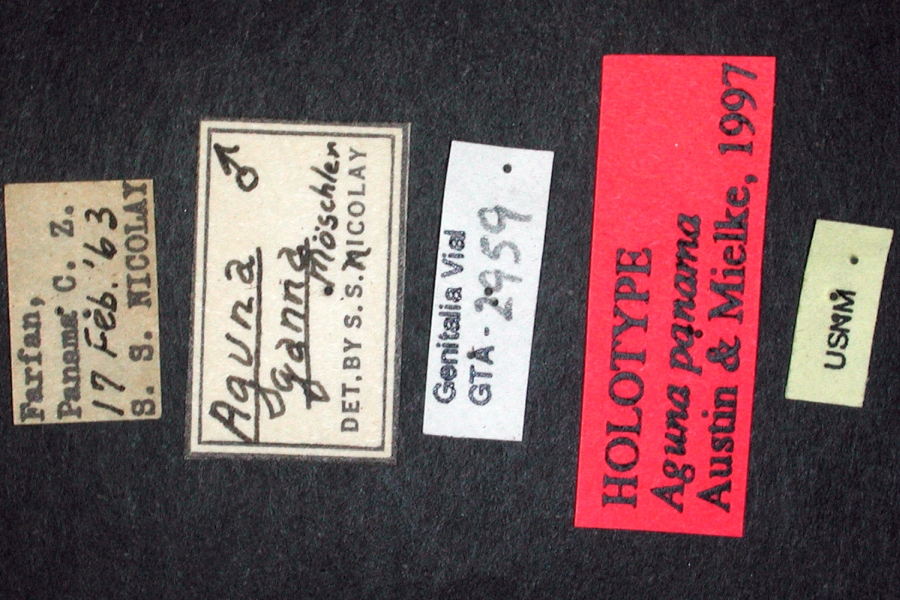 Farfan,
Panama C. Z.
17 Feb. '63
S. S. NICOLAY
Aguna ♂
ganna
Möschler
DET. BY S. S. NICOLAY
Genitalia Vial
GTA - 2959
HOLOTYPE
Aguna panama
Austin & Mielke, 1997
USNM